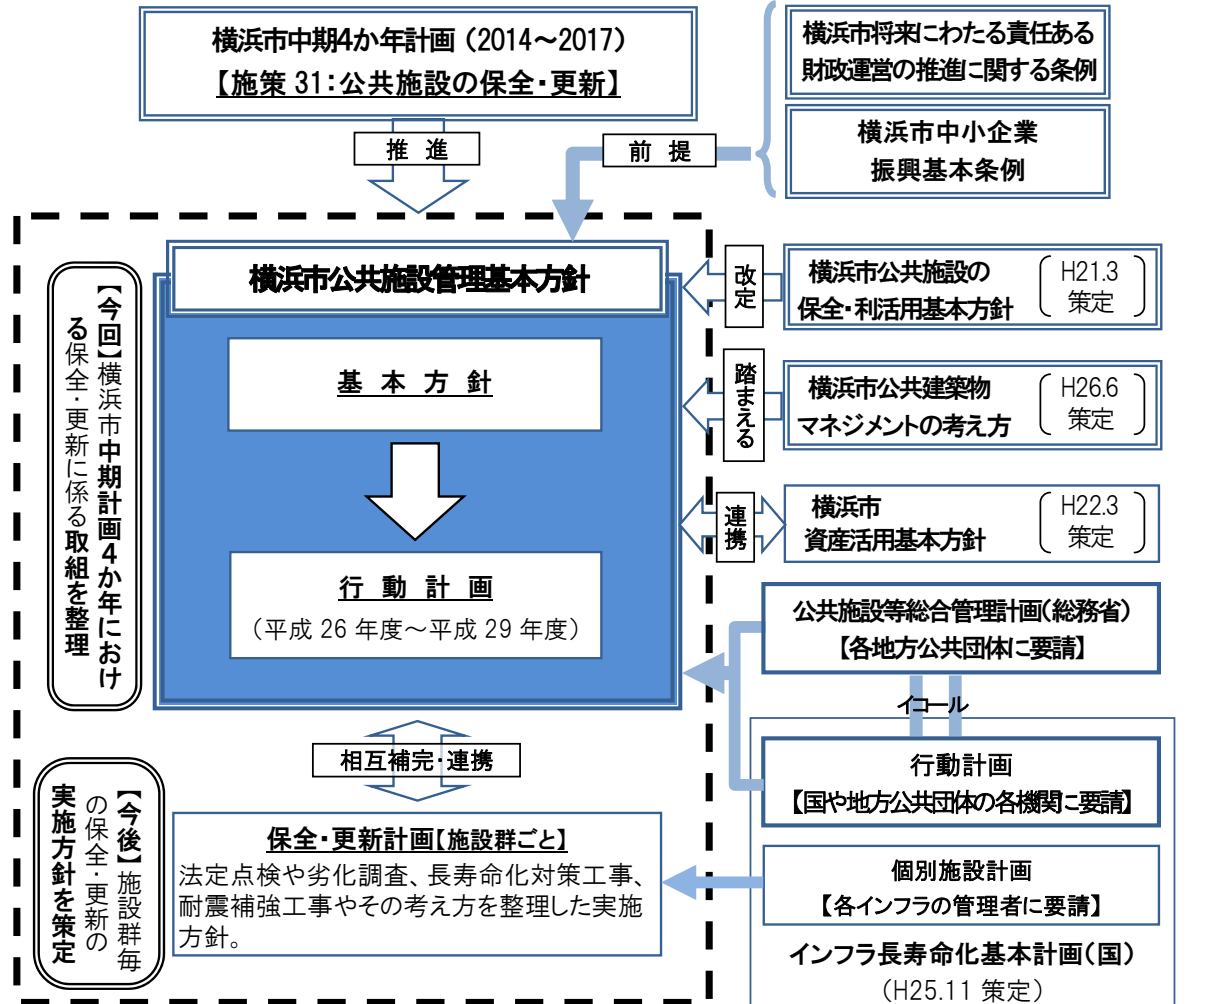 横浜市中期4か年計画（2014～2017）
【施策 31：公共施設の保全・更新】
横浜市将来にわたる責任ある
財政運営の推進に関する条例
横浜市中小企業
振興基本条例
推 進
前 提
横浜市公共施設管理基本方針
基 本 方 針
行 動 計 画
（平成 26 年度～平成 29 年度）
【今回】横浜市中期計画４か年におけ
る保全・更新に係る取組を整理
改定
横浜市公共施設の
保全・利活用基本方針
H21.3
策定
踏まえる
横浜市公共建築物
マネジメントの考え方
H26.6
策定
連携
横浜市
資産活用基本方針
H22.3
策定
公共施設等総合管理計画（総務省）
【各地方公共団体に要請】
イコール
行動計画
【国や地方公共団体の各機関に要請】
個別施設計画
【各インフラの管理者に要請】
インフラ長寿命化基本計画（国）
（H25.11 策定）
相互補完・連携
【今後】施設群毎
の保全・更新の
実施方針を策定
保全・更新計画【施設群ごと】
法定点検や劣化調査、長寿命化対策工事、
耐震補強工事やその考え方を整理した実施
方針。